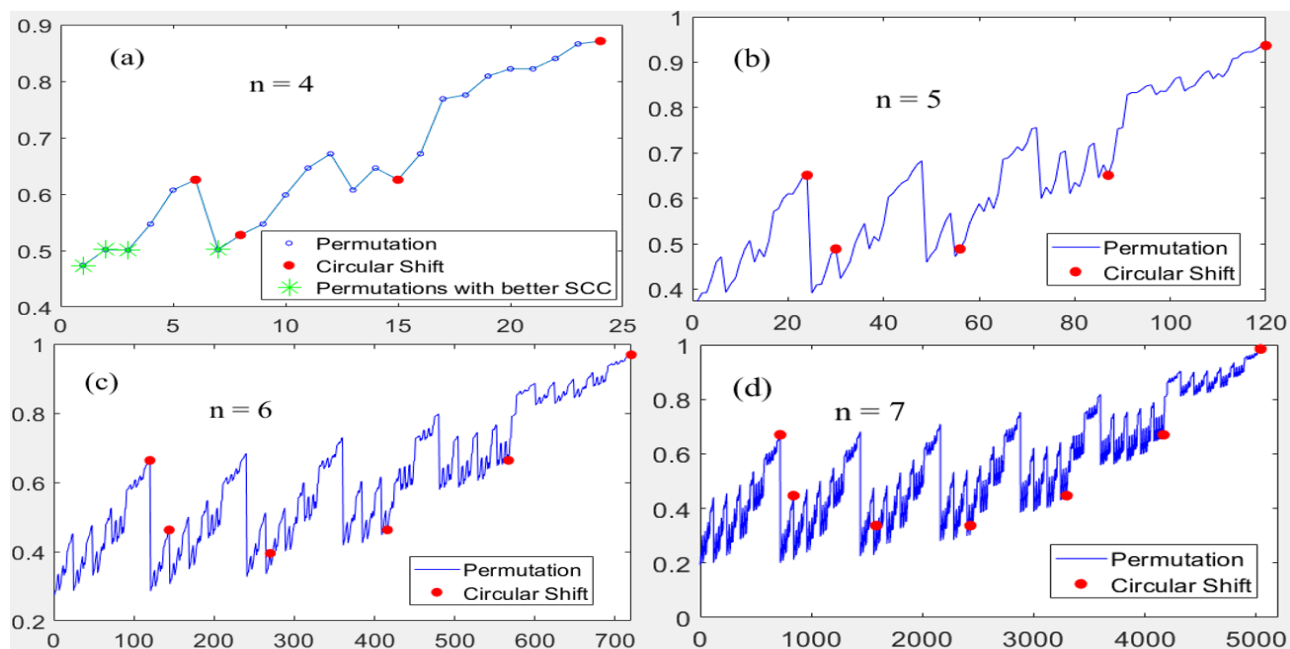 (a)
n = 4
0.9
0.8
0.7
0.6
0.5
0.4
0 5 10 15 20 25
Permutation
Circular Shift
Permutations with better SCC
(b)
n = 5
1
0.9
0.8
0.7
0.6
0.5
0.4
0 20 40 60 80 100 120
Permutation
Circular Shift
(c)
n = 6
1
0.8
0.6
0.4
0.2
0 100 200 300 400 500 600 700
Permutation
Circular Shift
(d)
n = 7
1
0.8
0.6
0.4
0.2
0
0 1000 2000 3000 4000 5000
Permutation
Circular Shift